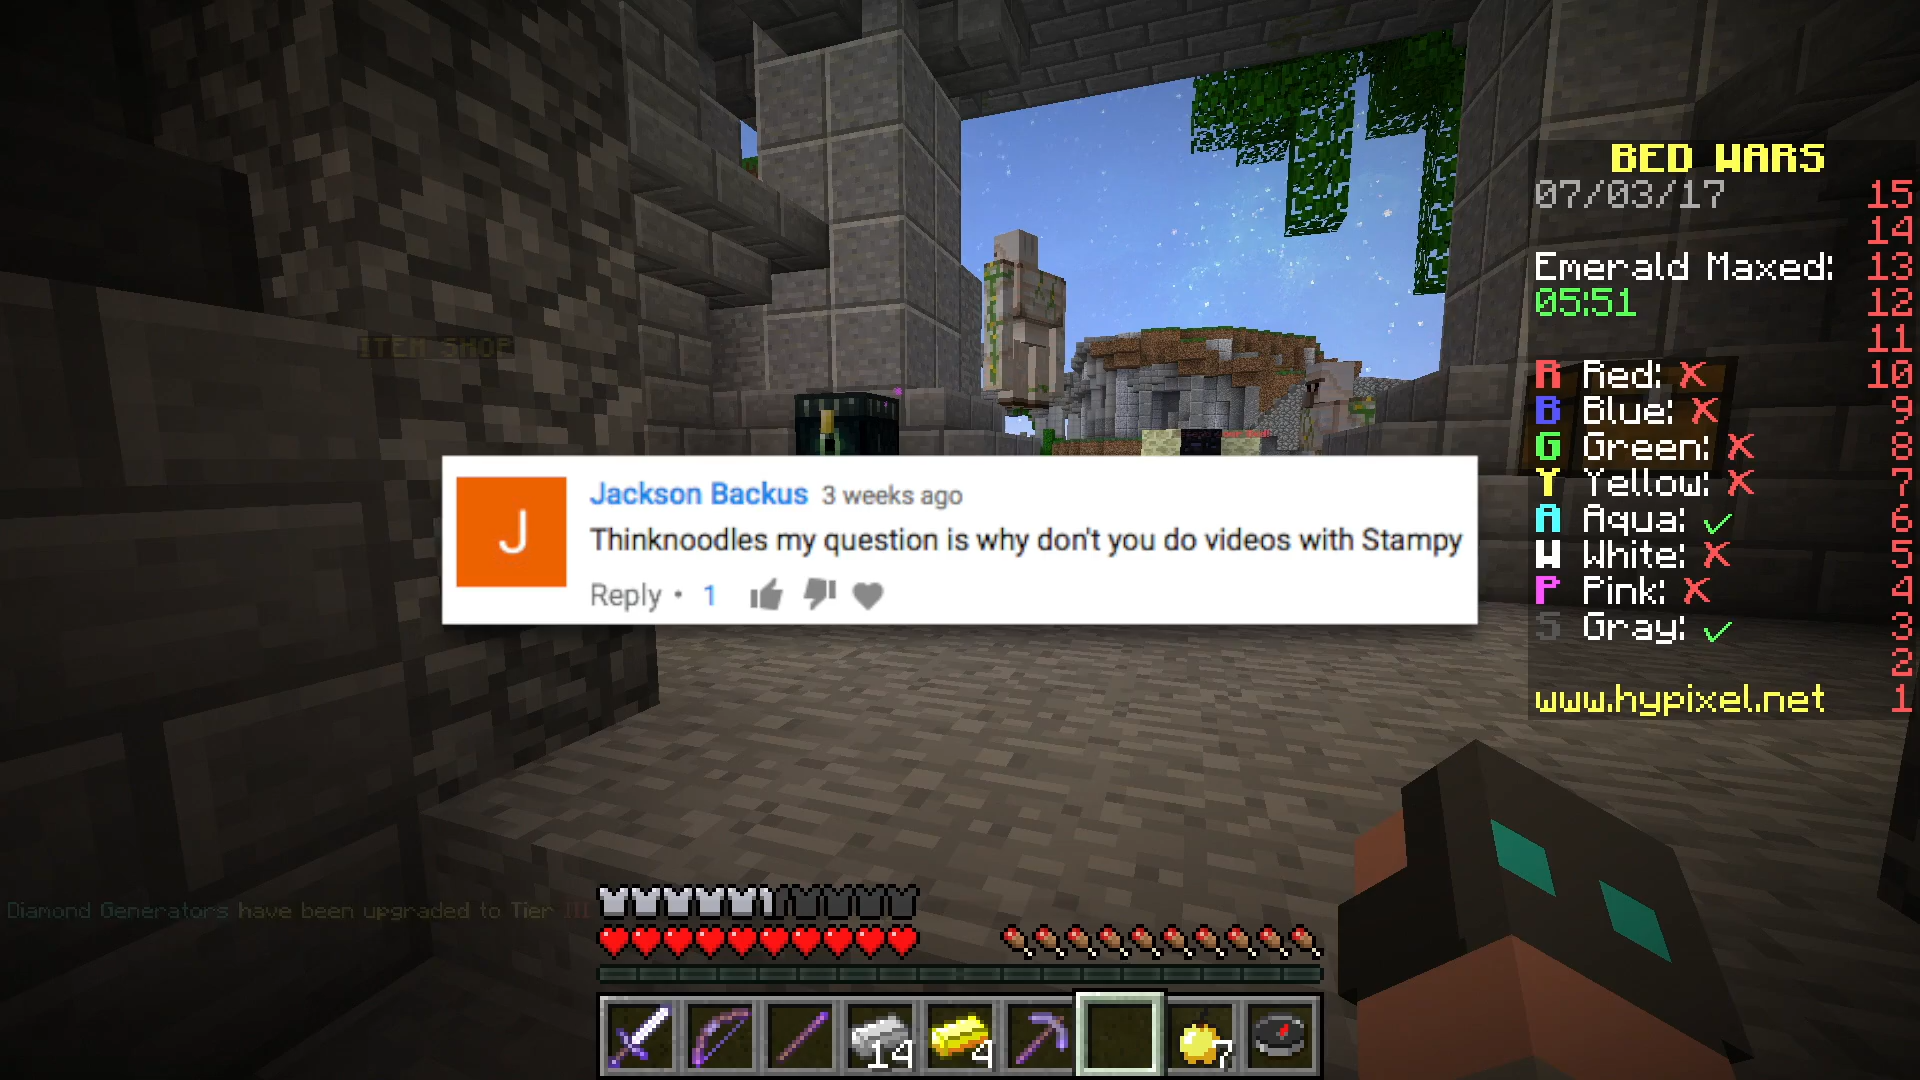 BED WARS
07/03/17 15
14
Emerald Maxed: 13
05:51 12
11
R Red: ✗ 10
B Blue: ✗ 9
G Green: ✗ 8
Y Yellow: ✗ 7
A Aqua: ✓ 6
W White: ✗ 5
P Pink: ✗ 4
S Gray: ✓ 3
2
www.hypixel.net 1
ITEM SHOP
J
Jackson Backus 3 weeks ago
Thinknoodles my question is why don't you do videos with Stampy
Reply • 1
Diamond Generators have been upgraded to Tier III
14 4 7